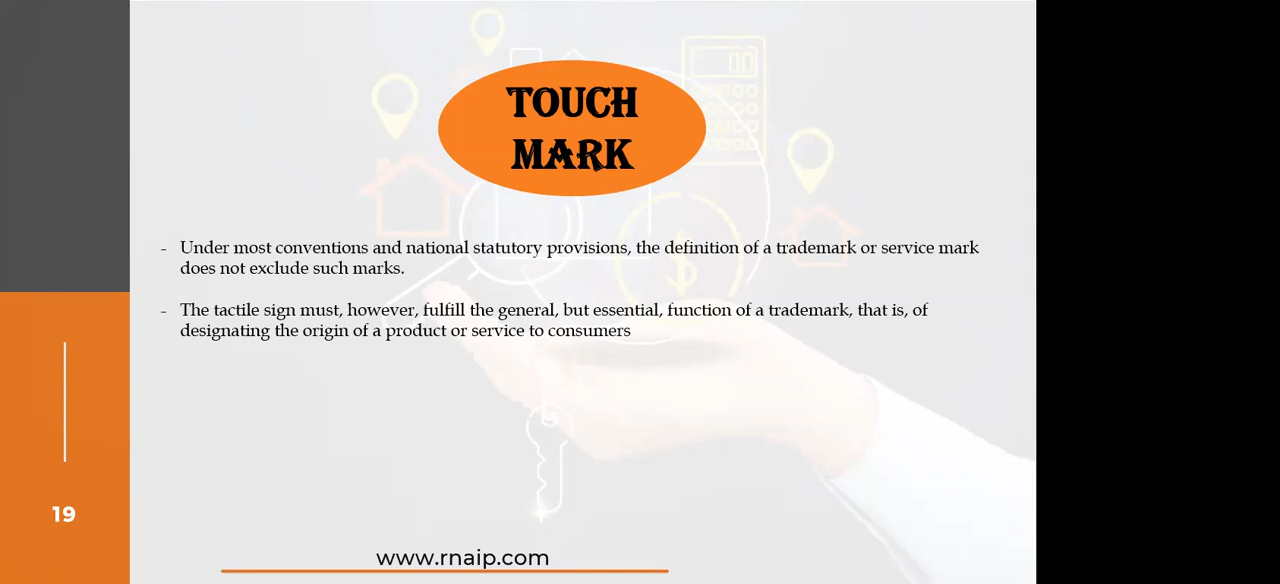 TOUCH
MARK
- Under most conventions and national statutory provisions, the definition of a trademark or service mark
does not exclude such marks.
- The tactile sign must, however, fulfill the general, but essential, function of a trademark, that is, of
designating the origin of a product or service to consumers
19
www.rnaip.com